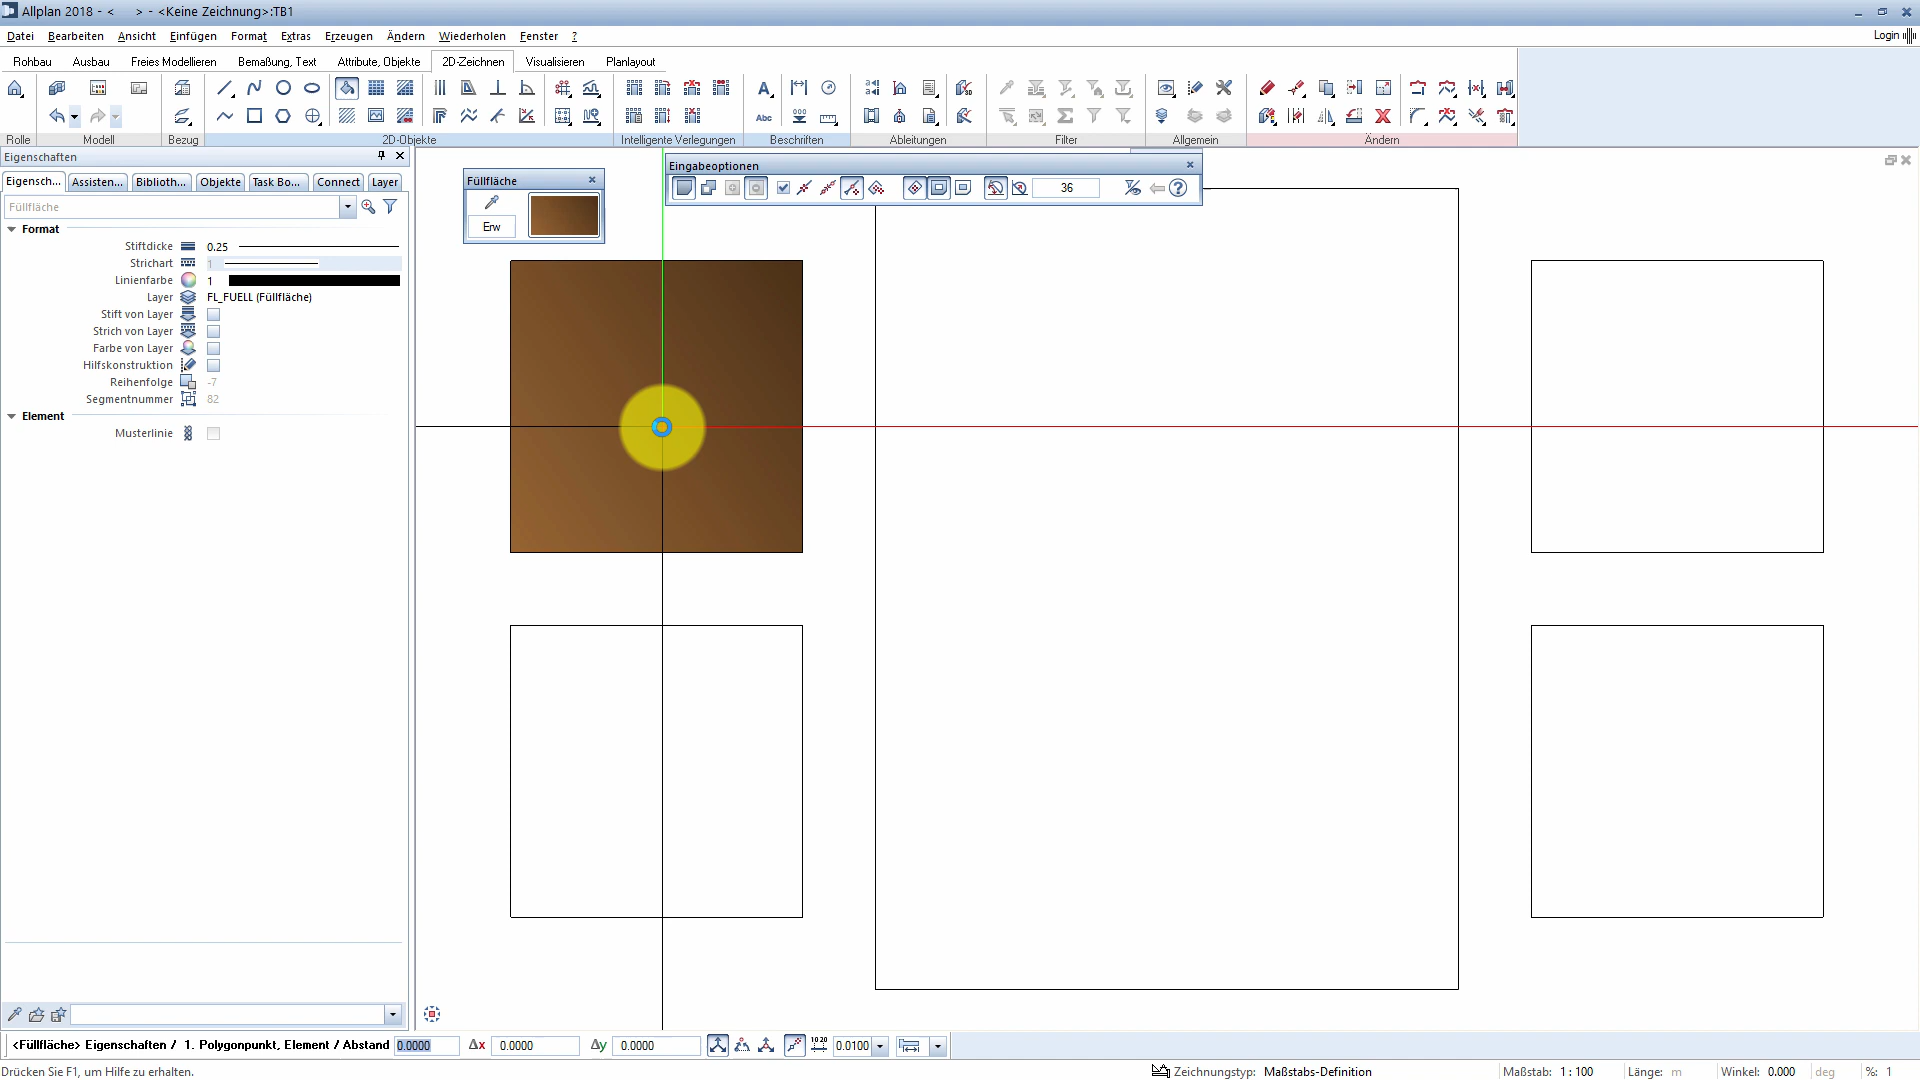 Allplan 2018 - <      > - <Keine Zeichnung>:TB1
Datei Bearbeiten Ansicht Einfügen Format Extras Erzeugen Ändern Wiederholen Fenster ? Login
Rohbau Ausbau Freies Modellieren Bemaßung, Text Attribute, Objekte 2D-Zeichnen Visualisieren Planlayout
A
Abc
Rolle Modell Bezug 2D-Objekte Intelligente Verlegungen Beschriften Ableitungen Filter Allgemein Ändern
Eigenschaften
Eigensch... Assisten... Biblioth... Objekte Task Bo... Connect Layer
Füllfläche
Format
Stiftdicke 0.25
Strichart 1
Linienfarbe 1
Layer FL_FUELL (Füllfläche)
Stift von Layer
Strich von Layer
Farbe von Layer
Hilfskonstruktion
Reihenfolge -7
Segmentnummer 82
Element
Musterlinie
Füllfläche
Erw
Eingabeoptionen
36
<Füllfläche> Eigenschaften / 1. Polygonpunkt, Element / Abstand 0.0000 Δx 0.0000 Δy 0.0000 10 20 0.0100
Drücken Sie F1, um Hilfe zu erhalten. Zeichnungstyp: Maßstabs-Definition Maßstab: 1 : 100 Länge: m Winkel: 0.000 deg %: 1